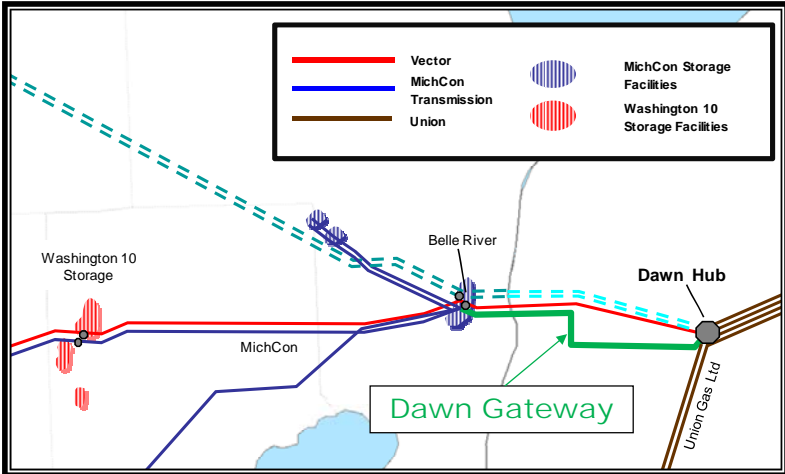 Vector
MichCon
Transmission
Union
MichCon Storage
Facilities
Washington 10
Storage Facilities
Belle River
Washington 10
Storage
Dawn Hub
MichCon
Dawn Gateway
Union Gas Ltd